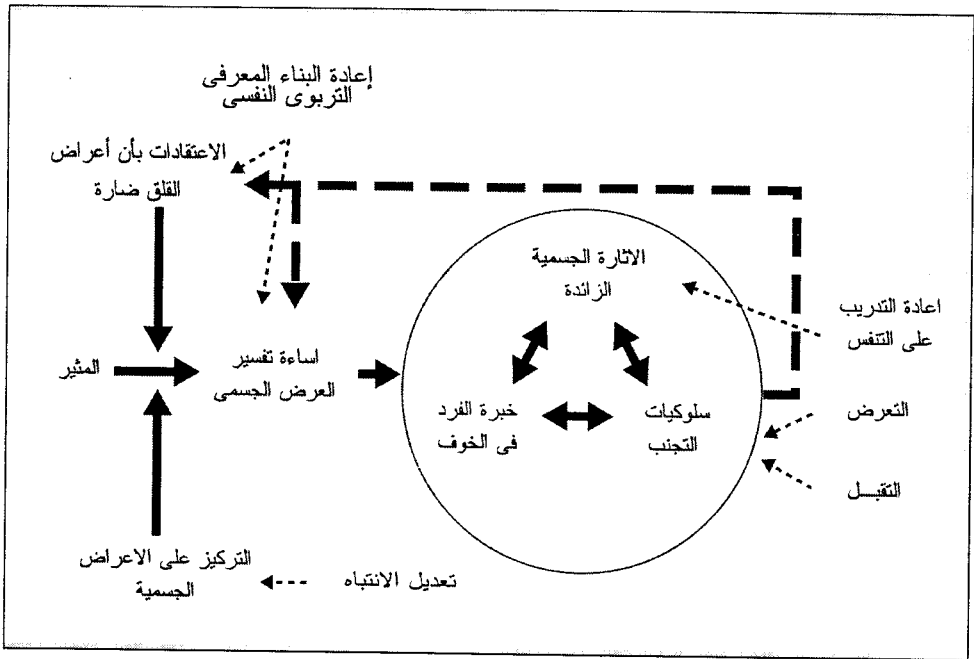 إعادة البناء المعرفى
التربوى النفسى
الاعتقادات بأن أعراض
القلق ضارة
الاثارة الجسمية
الزائدة
اعادة التدريب
على التنفس
المثير
اساءة تفسير
العرض الجسمى
خبرة الفرد
فى الخوف
سلوكيات
التجنب
التعرض
التقبـــل
التركيز على الاعراض
الجسمية
تعديل الانتباه